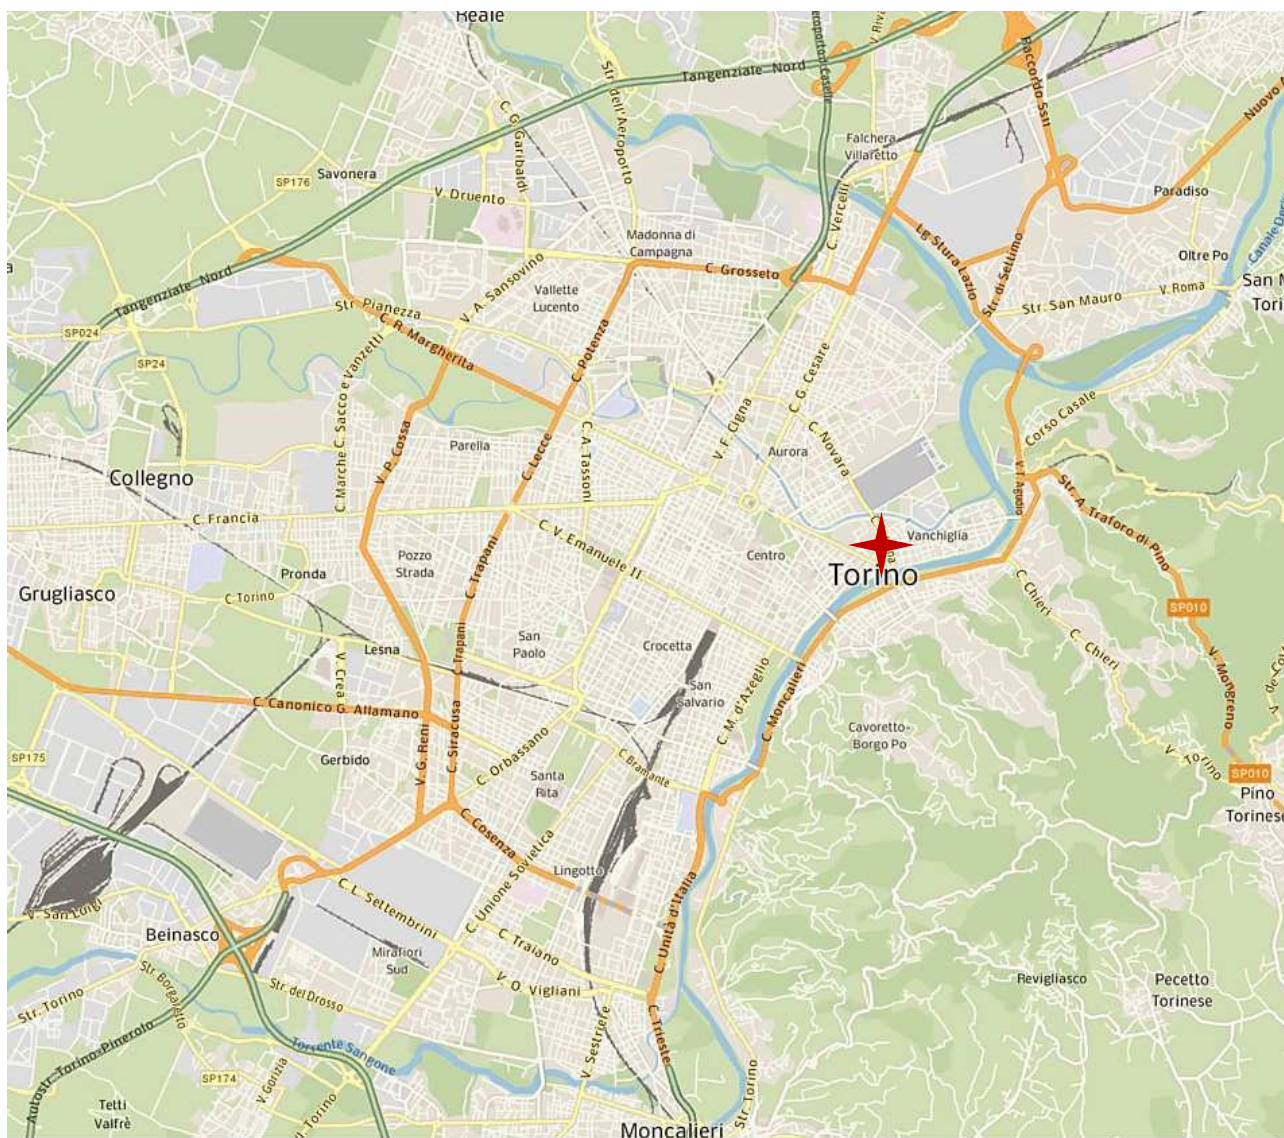 Reale
Tangenziale Nord
Raccordo Ssti
Str. dell'Aeroporto
C. G. Garibaldi
Falchera
Villaretto
Savonera
SP176
V. Druento
C. Vercelli
Paradiso
Madonna di
Campagna
Lg Stura Lazio
Str. di Settimo
Oltre Po
Tangenziale Nord
V. A. Sansovino
C. Grosseto
Vallette
Lucento
Str. San Mauro
V. Roma
Str. Pianezza
C. R. Margherita
SP024
SP24
C. Potenza
C. Marche
C. Sacco e Vanzetti
C. G. Cesare
Corso Casale
V. P. Cossa
Parella
C. Lecce
C. A. Tassoni
V. F. Cigna
C. Novara
Aurora
Collegno
C. Francia
C. V. Emanuele II
Centro
Vanchiglia
V. T. Agudio
Str. A. Traforo di Pino
Pozzo
Strada
C. Trapani
Torino
Pronda
Grugliasco
C. Torino
C. Chieri
SP010
Lesna
San
Paolo
Crocetta
C. Trapani
V. Crea
San
Salvario
C. M. d'Azeglio
C. Moncalieri
C. Chieri
V. Mongreno
C. Canonico G. Allamano
Cavoretto-
Borgo Po
SP175
Gerbido
V. G. Reni
C. Siracusa
C. Orbassano
C. Bramante
Santa
Rita
V. Torino
SP010
Pino
Torinese
C. Cosenza
C. Unione Sovietica
Lingotto
C. L. Settembrini
V. San Luigi
Beinasco
C. Traiano
C. Unità d'Italia
Mirafiori
Sud
Str. Borgaretto
Str. del Drosso
V. O. Vigliani
Revigliasco
Pecetto
Torinese
Str. Torino
Autostr. Torino-Pinerolo
Torrente Sangone
C. Trieste
V. Sestriere
SP174
V. Gorizia
Str. Torino
Tetti
Valfrè
Moncalieri